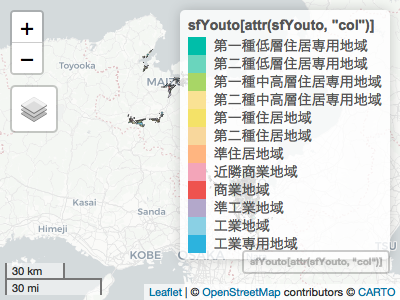 +
−
Toyooka
MAIZ
Kasai
Himeji
Sanda
KOBE
TSU
sfYouto[attr(sfYouto, "col")]
第一種低層住居専用地域
第二種低層住居専用地域
第一種中高層住居専用地域
第二種中高層住居専用地域
第一種住居地域
第二種住居地域
準住居地域
近隣商業地域
商業地域
準工業地域
工業地域
工業専用地域
sfYouto[attr(sfYouto, "col")]
30 km
30 mi
Leaflet | © OpenStreetMap contributors © CARTO